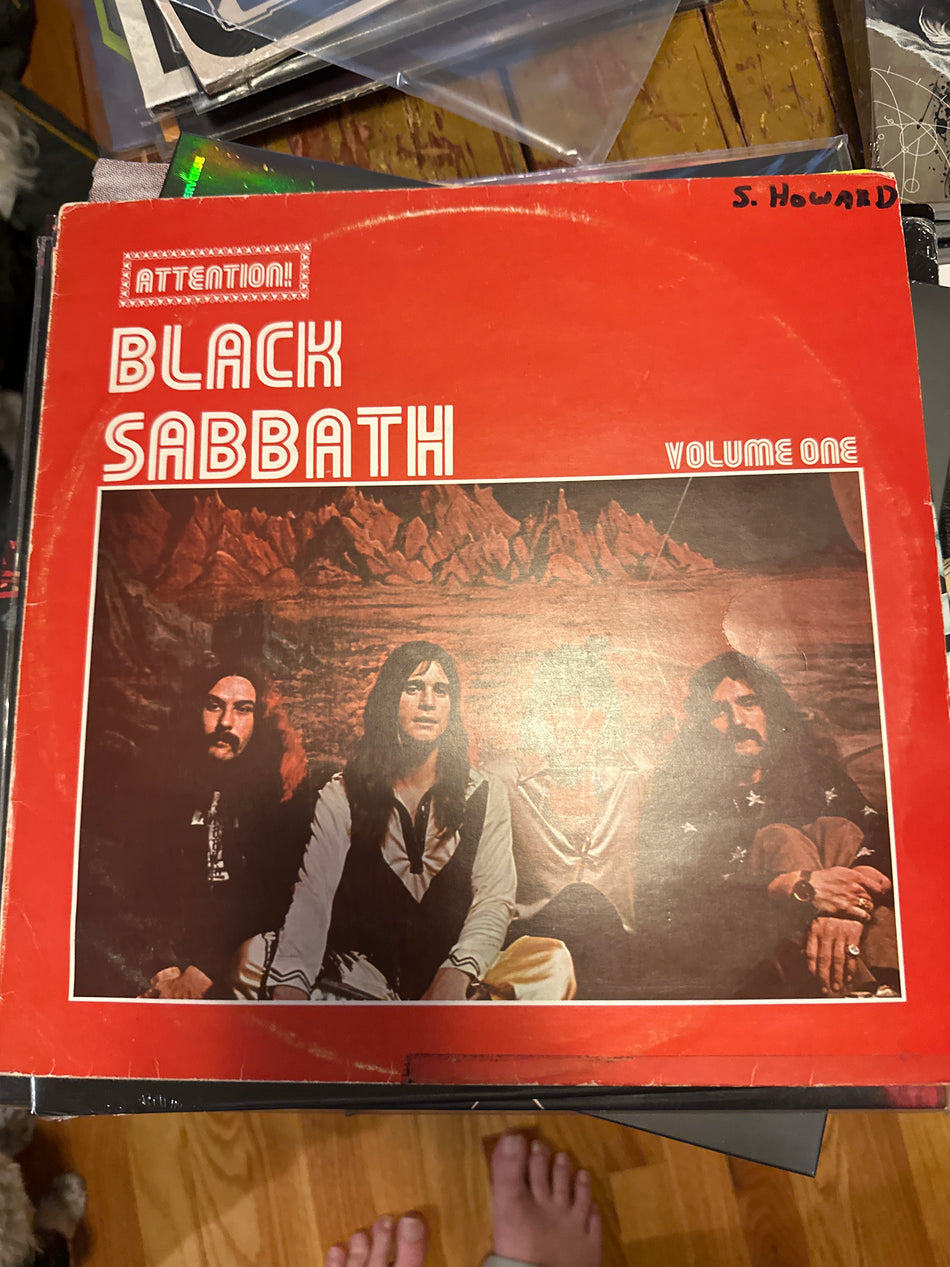 S. HOWARD
ATTENTION!
BLACK
SABBATH
VOLUME ONE